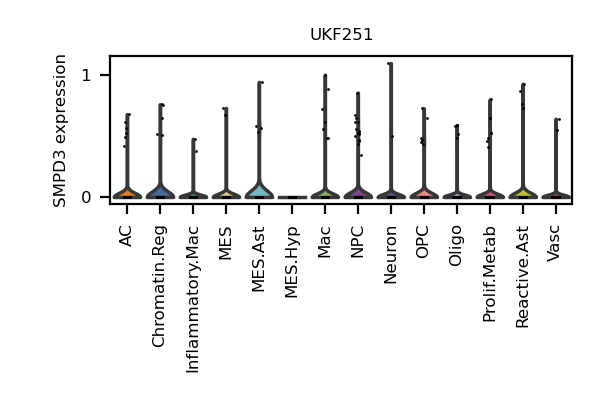 UKF251
SMPD3 expression
1
0
AC
Chromatin.Reg
Inflammatory.Mac
MES
MES.Ast
MES.Hyp
Mac
NPC
Neuron
OPC
Oligo
Prolif.Metab
Reactive.Ast
Vasc